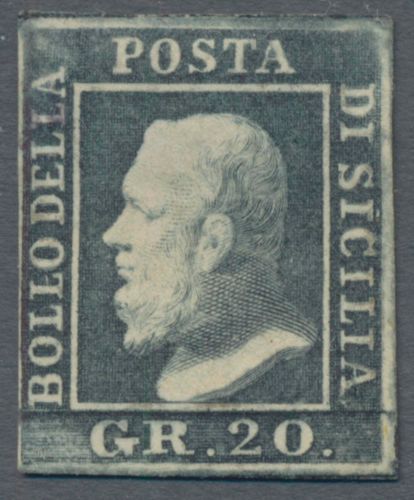 BOLLO DELLA
POSTA
DI SICILIA
GR. 20.